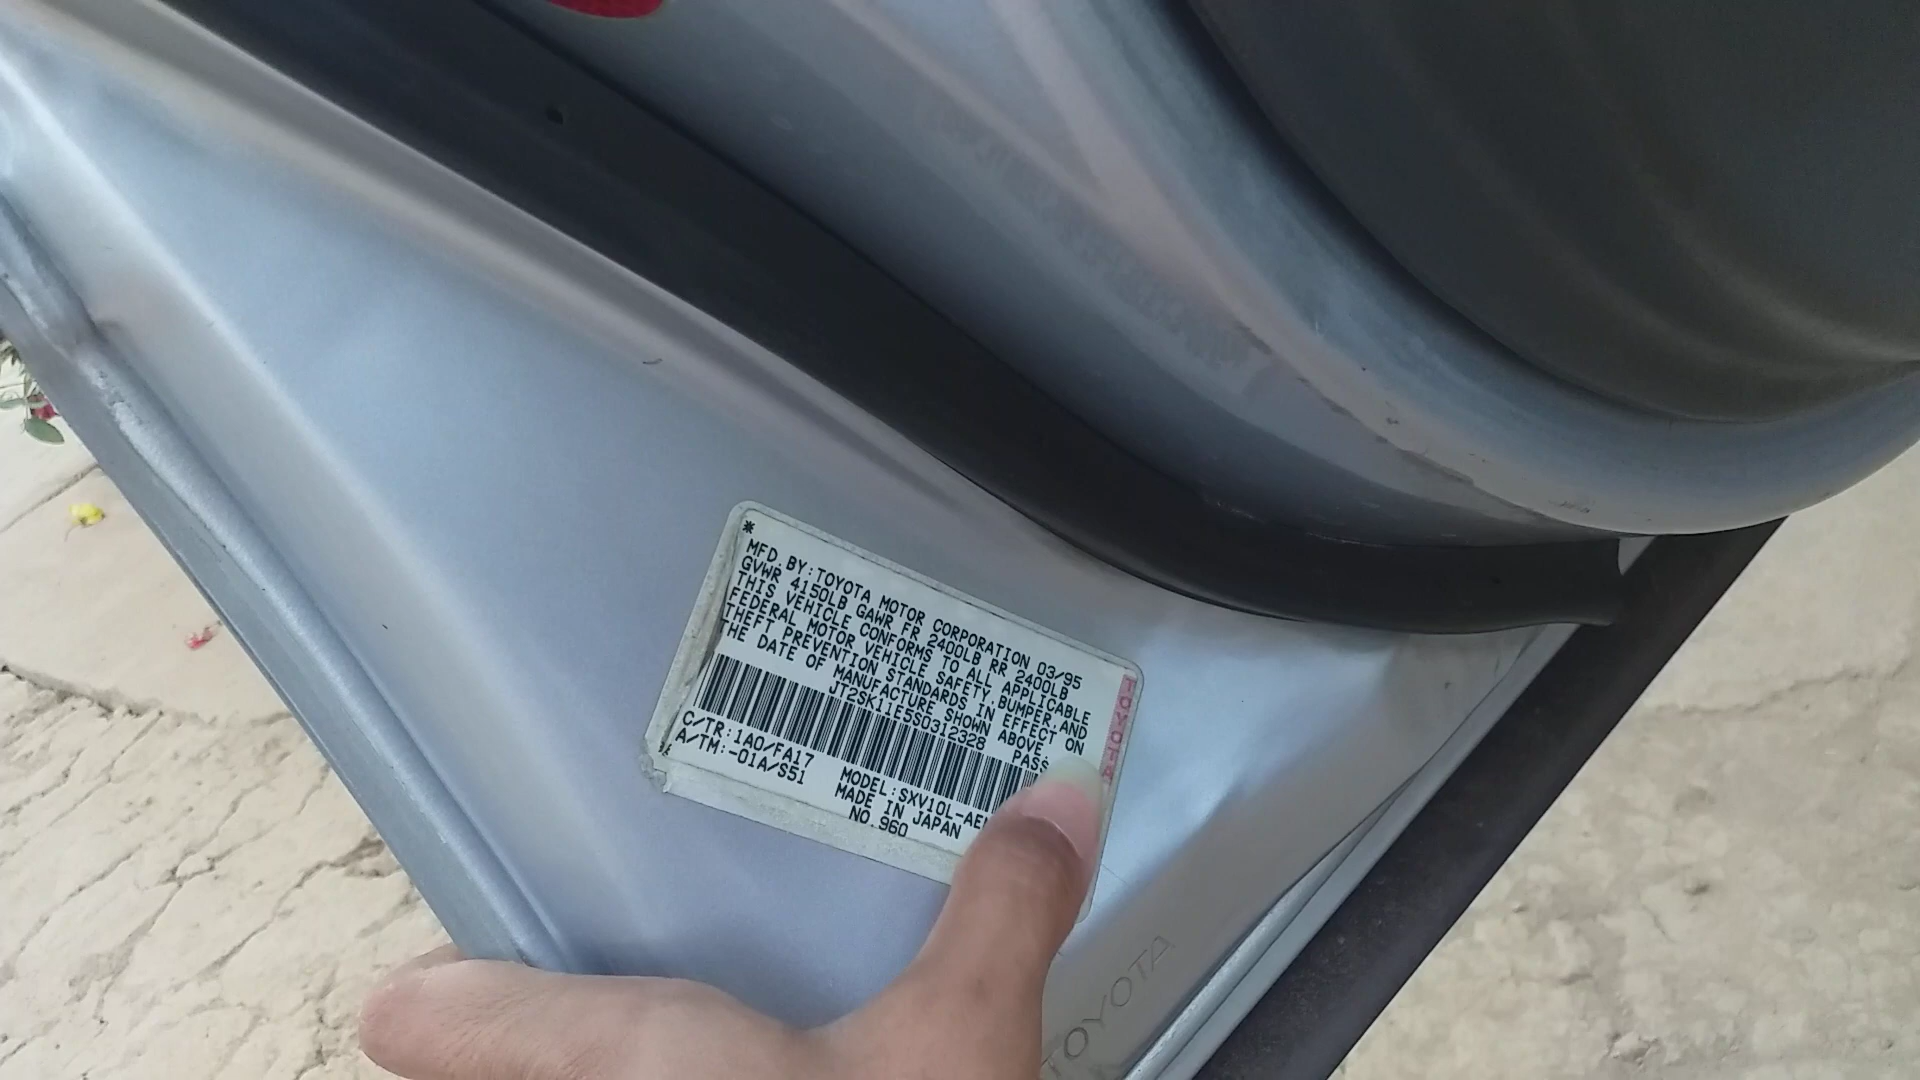 *
MFD.BY:TOYOTA MOTOR CORPORATION 03/95
GVWR 4150LB GAWR FR 2400LB RR 2400LB
THIS VEHICLE CONFORMS TO ALL APPLICABLE
FEDERAL MOTOR VEHICLE SAFETY,BUMPER,AND
THEFT PREVENTION STANDARDS IN EFFECT ON
THE DATE OF MANUFACTURE SHOWN ABOVE.
JT2SK11E5S0312328 PASS
C/TR:1A0/FA17 MODEL:SXV10L-AE
A/TM:-01A/S51 MADE IN JAPAN
* NO.960
TOYOTA
TOYOTA